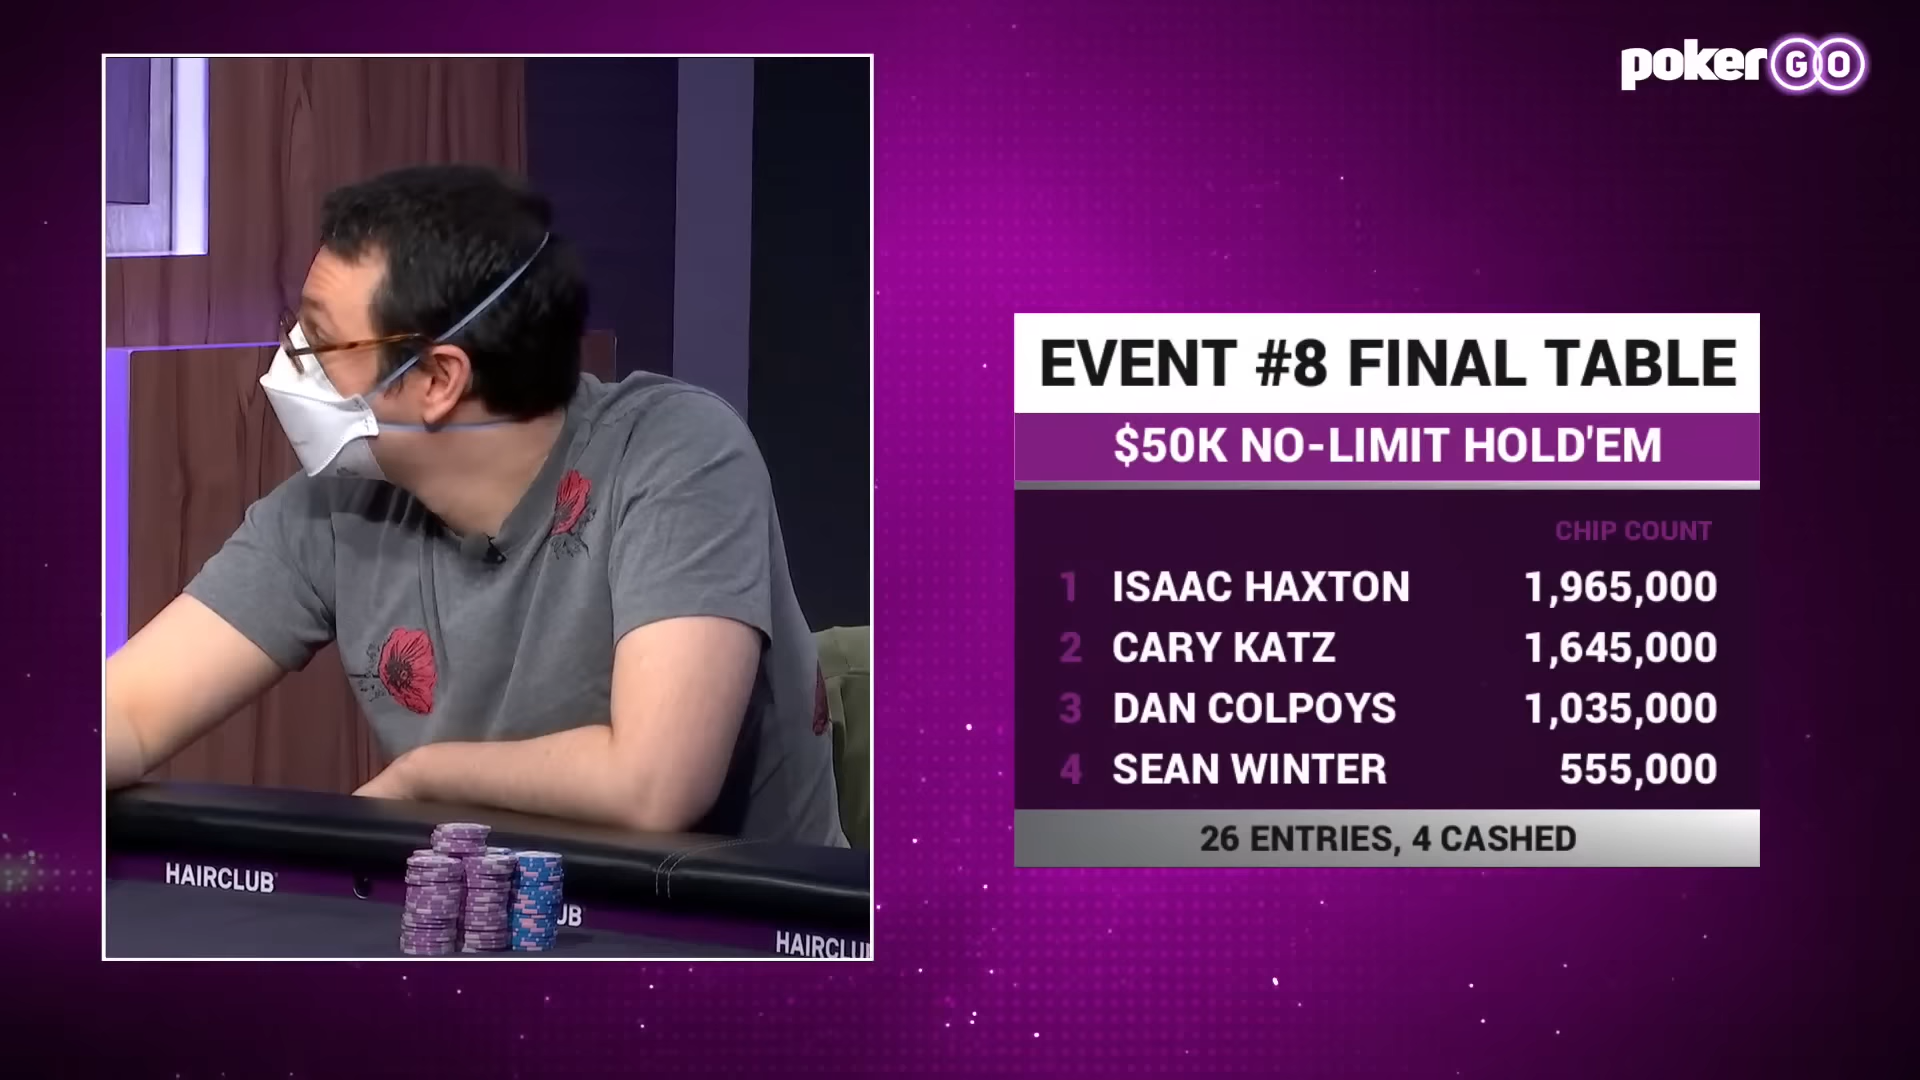 pokerGO
EVENT #8 FINAL TABLE
$50K NO-LIMIT HOLD'EM
CHIP COUNT
1 ISAAC HAXTON 1,965,000
2 CARY KATZ 1,645,000
3 DAN COLPOYS 1,035,000
4 SEAN WINTER 555,000
26 ENTRIES, 4 CASHED
HAIRCLUB
UB
HAIRCLU